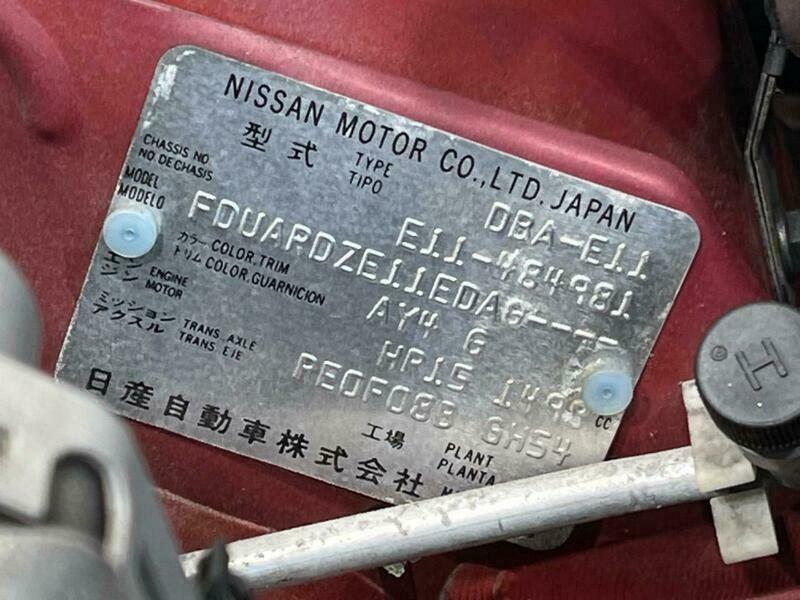 NISSAN MOTOR CO.,LTD. JAPAN
型式 TYPE TIPO DBA-E11
CHASSIS NO NO DE CHASIS E11-484981
MODEL MODELO FDUARDZE11EDA6----
カラー トリム COLOR,TRIM COLOR,GUARNICION AY4 G
エンジン ENGINE MOTOR HR15 1498 CC
ミッション アクスル TRANS.AXLE TRANS.EJE RE0F08B GH54
工場 PLANT PLANTA
日産自動車株式会社
H